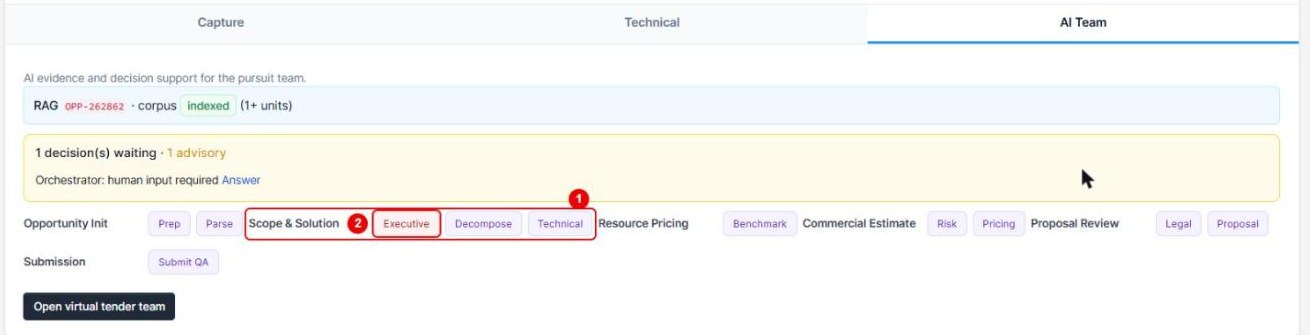 Capture Technical AI Team
AI evidence and decision support for the pursuit team.
RAG OPP-262862 · corpus indexed (1+ units)
1 decision(s) waiting · 1 advisory
Orchestrator: human input required Answer
1
Opportunity Init Prep Parse Scope & Solution 2 Executive Decompose Technical Resource Pricing Benchmark Commercial Estimate Risk Pricing Proposal Review Legal Proposal
Submission Submit QA
Open virtual tender team